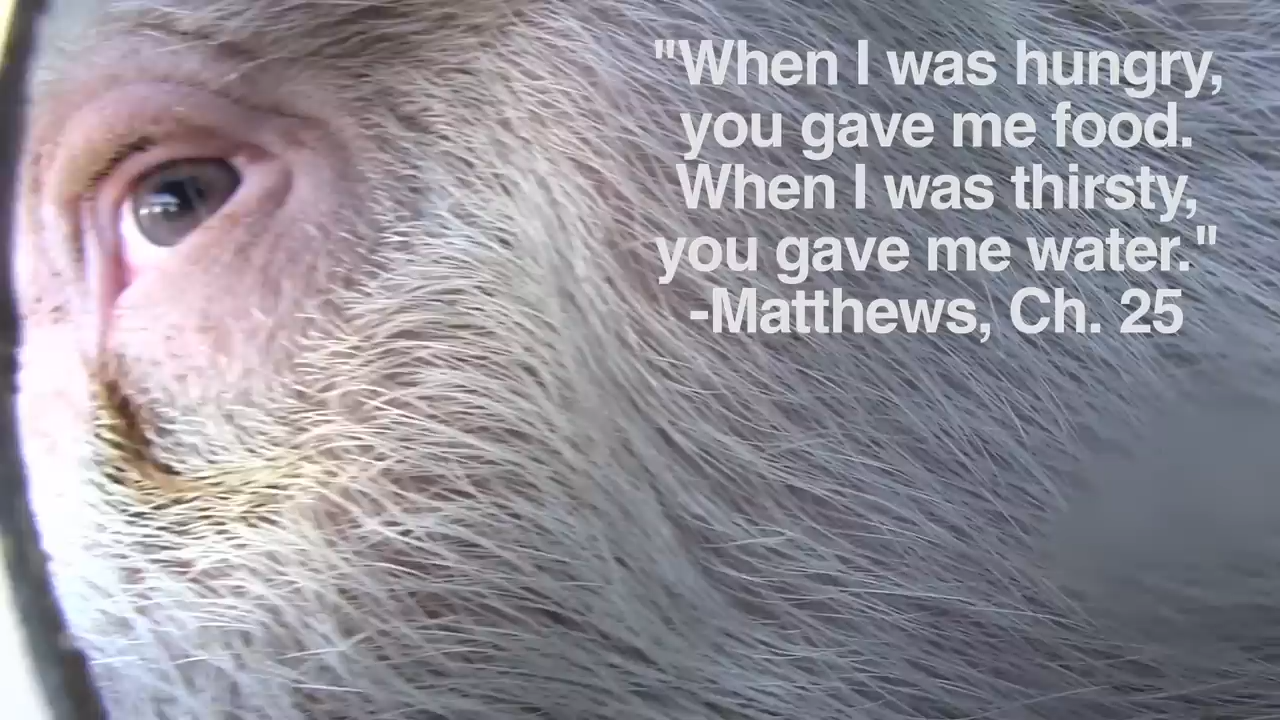 "When I was hungry,
you gave me food.
When I was thirsty,
you gave me water."
-Matthews, Ch. 25